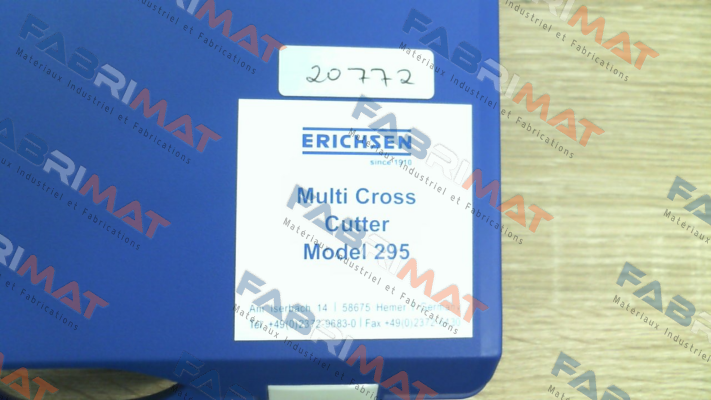 20772
ERICHSEN
since 1910
Multi Cross
Cutter
Model 295
Am Iserbach 14 | 58675 Hemer
Tel +49(0)2372-9683-0 | Fax +49(0)2372
FABRIMAT
Matériaux Industriel et Fabrications